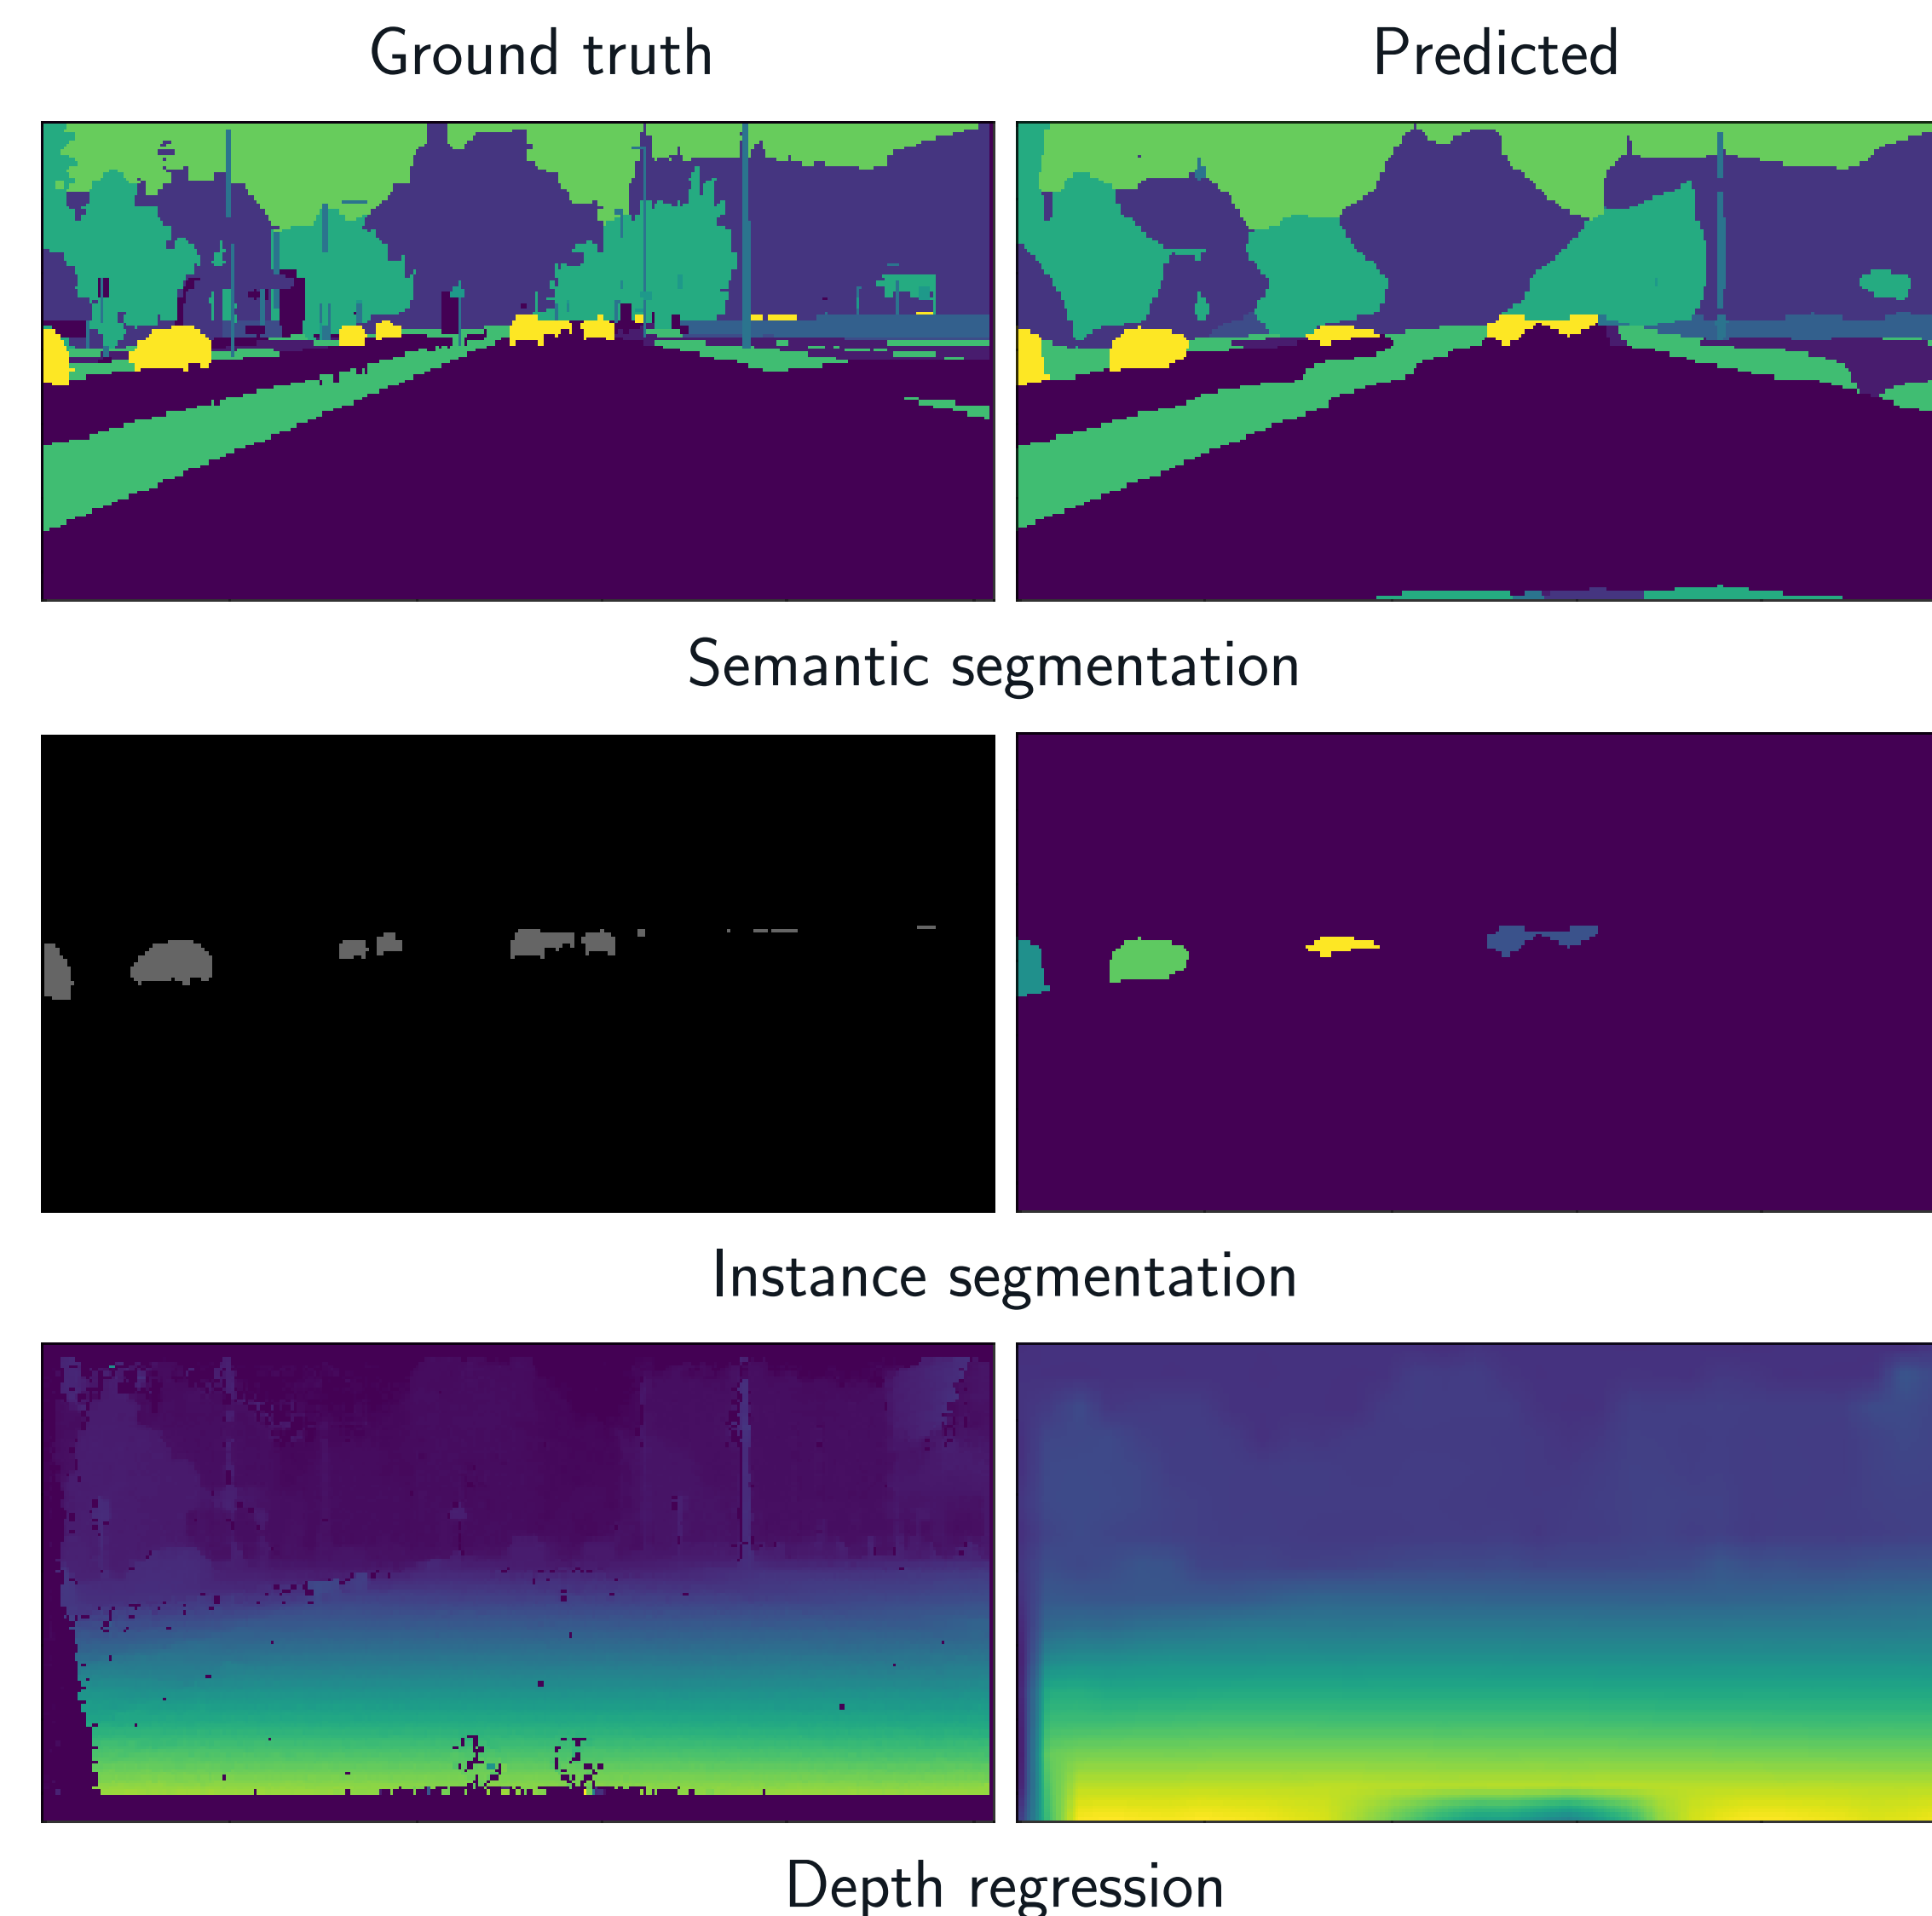 Ground truth
Predicted
Semantic segmentation
Instance segmentation
Depth regression